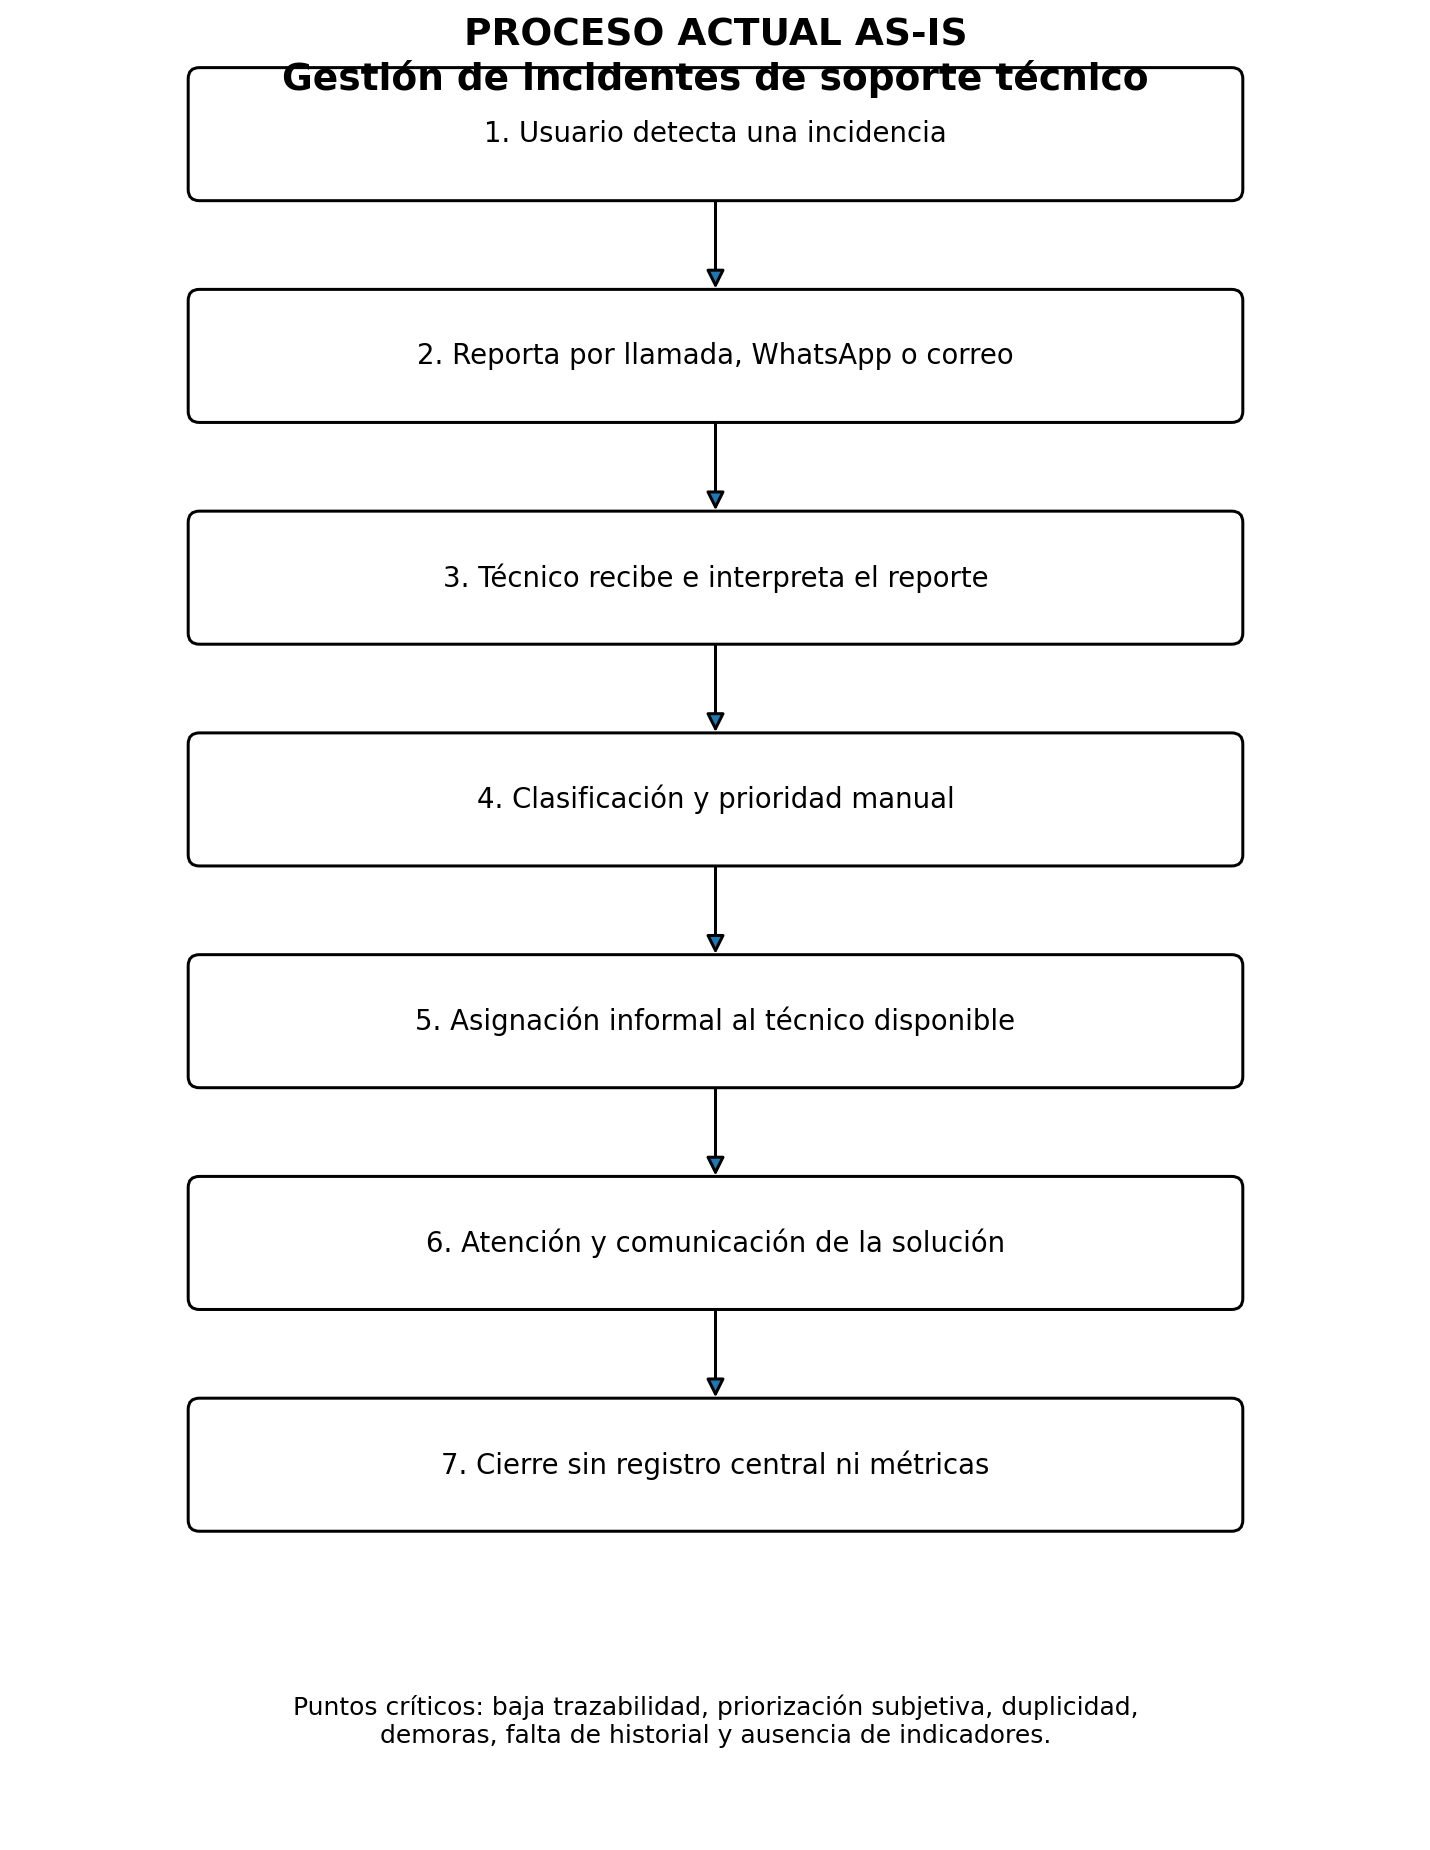 PROCESO ACTUAL AS-IS
Gestión de incidentes de soporte técnico
1. Usuario detecta una incidencia
2. Reporta por llamada, WhatsApp o correo
3. Técnico recibe e interpreta el reporte
4. Clasificación y prioridad manual
5. Asignación informal al técnico disponible
6. Atención y comunicación de la solución
7. Cierre sin registro central ni métricas
Puntos críticos: baja trazabilidad, priorización subjetiva, duplicidad,
demoras, falta de historial y ausencia de indicadores.